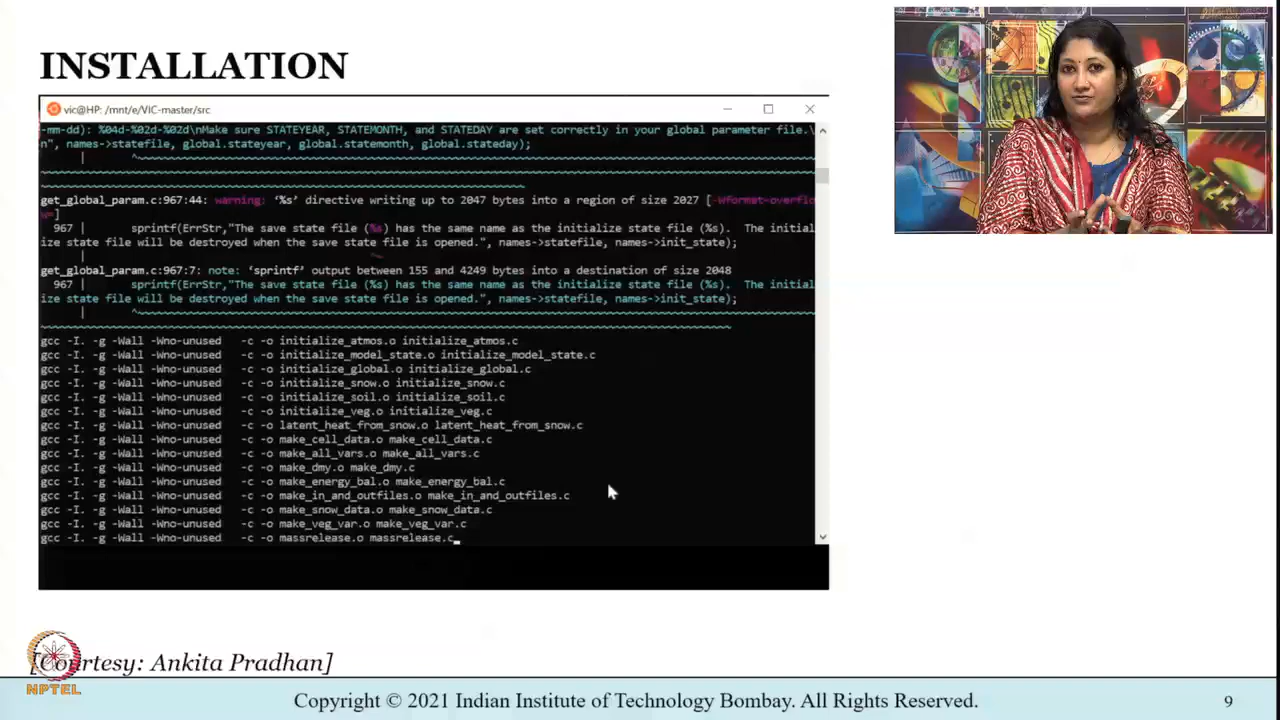 INSTALLATION
vic@HP: /mnt/e/VIC-master/src
-mm-dd): %04d-%02d-%02d\nMake sure STATEYEAR, STATEMONTH, and STATEDAY are set correctly in your global parameter file.\
n", names->statefile, global.stateyear, global.statemonth, global.stateday);
| ^~~~~~~~~~~~~~~~~~~~~~~~~~~~~~~~~~~~~~~~~~~~~~~~~~~~~~~~~~~~~~~~
get_global_param.c:967:44: warning: ‘%s’ directive writing up to 2047 bytes into a region of size 2027 [-Wformat-overflo
w=]
967 | sprintf(ErrStr,"The save state file (%s) has the same name as the initialize state file (%s). The initial
ize state file will be destroyed when the save state file is opened.", names->statefile, names->init_state);
| ^~
get_global_param.c:967:7: note: ‘sprintf’ output between 155 and 4249 bytes into a destination of size 2048
967 | sprintf(ErrStr,"The save state file (%s) has the same name as the initialize state file (%s). The initial
ize state file will be destroyed when the save state file is opened.", names->statefile, names->init_state);
| ^~~~~~~~~~~~~~~~~~~~~~~~~~~~~~~~~~~~~~~~~~~~~~~~~~~~~~~~~~~~~~~~
gcc -I. -g -Wall -Wno-unused -c -o initialize_atmos.o initialize_atmos.c
gcc -I. -g -Wall -Wno-unused -c -o initialize_model_state.o initialize_model_state.c
gcc -I. -g -Wall -Wno-unused -c -o initialize_global.o initialize_global.c
gcc -I. -g -Wall -Wno-unused -c -o initialize_snow.o initialize_snow.c
gcc -I. -g -Wall -Wno-unused -c -o initialize_soil.o initialize_soil.c
gcc -I. -g -Wall -Wno-unused -c -o initialize_veg.o initialize_veg.c
gcc -I. -g -Wall -Wno-unused -c -o latent_heat_from_snow.o latent_heat_from_snow.c
gcc -I. -g -Wall -Wno-unused -c -o make_cell_data.o make_cell_data.c
gcc -I. -g -Wall -Wno-unused -c -o make_all_vars.o make_all_vars.c
gcc -I. -g -Wall -Wno-unused -c -o make_dmy.o make_dmy.c
gcc -I. -g -Wall -Wno-unused -c -o make_energy_bal.o make_energy_bal.c
gcc -I. -g -Wall -Wno-unused -c -o make_in_and_outfiles.o make_in_and_outfiles.c
gcc -I. -g -Wall -Wno-unused -c -o make_snow_data.o make_snow_data.c
gcc -I. -g -Wall -Wno-unused -c -o make_veg_var.o make_veg_var.c
gcc -I. -g -Wall -Wno-unused -c -o massrelease.o massrelease.c
[Courtesy: Ankita Pradhan]
NPTEL
Copyright © 2021 Indian Institute of Technology Bombay. All Rights Reserved.
9